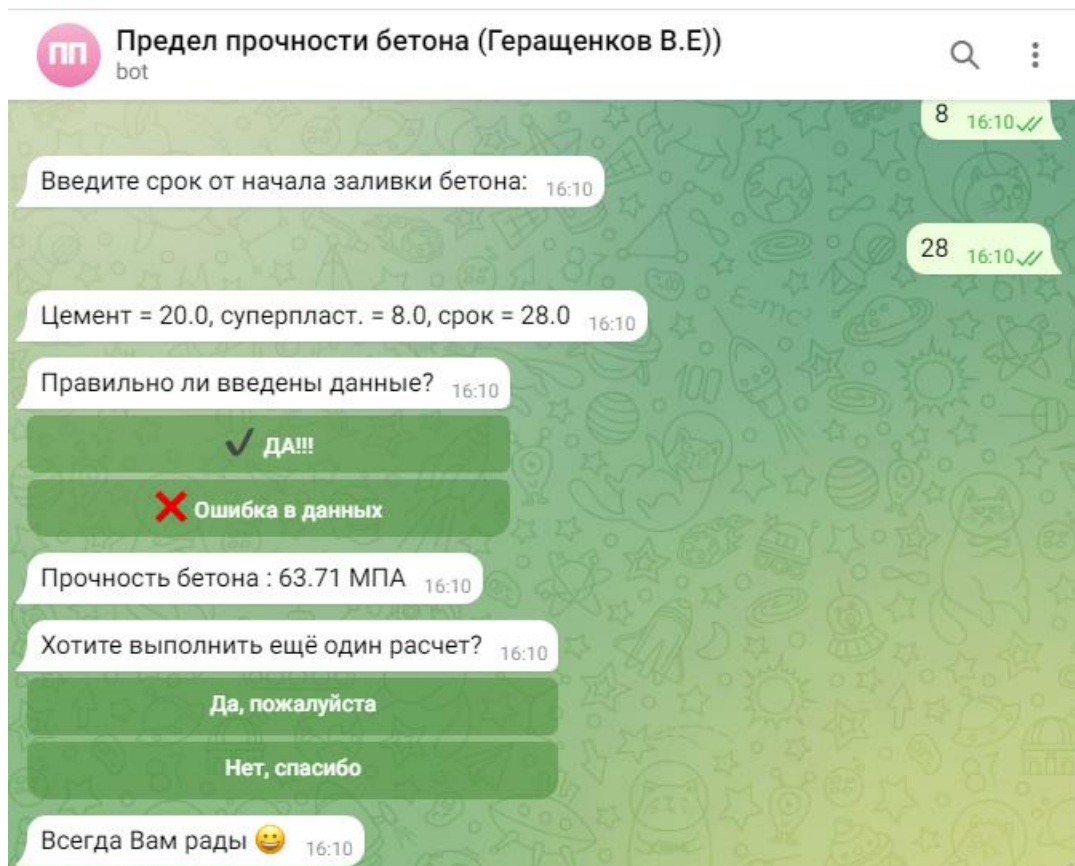 ПП
Предел прочности бетона (Геращенков В.Е))
bot
8 16:10
Введите срок от начала заливки бетона: 16:10
28 16:10
Цемент = 20.0, суперпласт. = 8.0, срок = 28.0 16:10
Правильно ли введены данные? 16:10
✔ ДА!!!
❌ Ошибка в данных
Прочность бетона : 63.71 МПА 16:10
Хотите выполнить ещё один расчет? 16:10
Да, пожалуйста
Нет, спасибо
Всегда Вам рады 😀 16:10